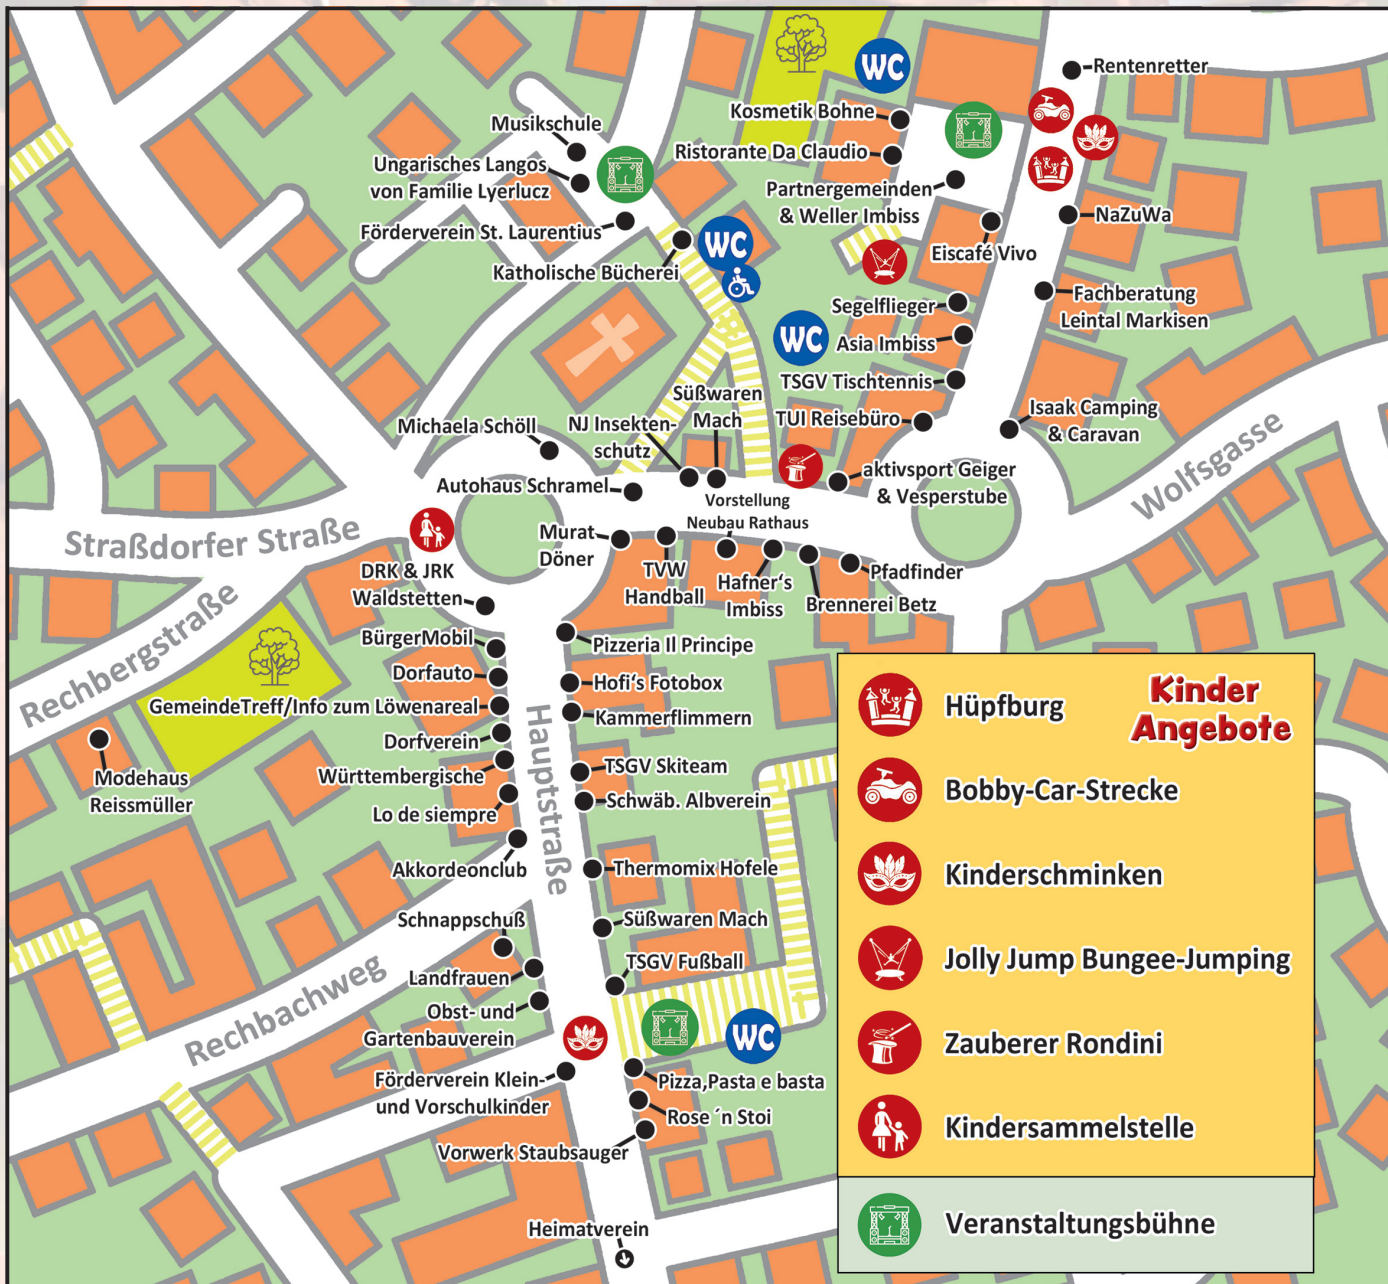 Rentenretter
WC
Kosmetik Bohne
Musikschule
Ristorante Da Claudio
Ungarisches Langos
von Familie Lyerlucz
Partnergemeinden
& Weller Imbiss
NaZuWa
Förderverein St. Laurentius
WC
Eiscafé Vivo
Katholische Bücherei
Fachberatung
Leintal Markisen
Segelflieger
WC
Asia Imbiss
TSGV Tischtennis
Süßwaren
Mach
Isaak Camping
& Caravan
TUI Reisebüro
Michaela Schöll
NJ Insekten-
schutz
Wolfsgasse
aktivsport Geiger
& Vesperstube
Autohaus Schramel
Vorstellung
Neubau Rathaus
Straßdorfer Straße
Murat
Döner
DRK & JRK
Waldstetten
TVW
Handball
Hafner‘s
Imbiss
Pfadfinder
Brennerei Betz
Rechbergstraße
BürgerMobil
Pizzeria Il Principe
Dorfauto
Hofi‘s Fotobox
GemeindeTreff/Info zum Löwenareal
Kammerflimmern
Hauptstraße
Dorfverein
Modehaus
Reissmüller
Württembergische
TSGV Skiteam
Lo de siempre
Schwäb. Albverein
Akkordeonclub
Thermomix Hofele
Schnappschuß
Süßwaren Mach
Rechbachweg
Landfrauen
TSGV Fußball
Obst- und
Gartenbauverein
WC
Förderverein Klein-
und Vorschulkinder
Pizza,Pasta e basta
Rose ´n Stoi
Vorwerk Staubsauger
Heimatverein
Kinder
Angebote
Hüpfburg
Bobby-Car-Strecke
Kinderschminken
Jolly Jump Bungee-Jumping
Zauberer Rondini
Kindersammelstelle
Veranstaltungsbühne